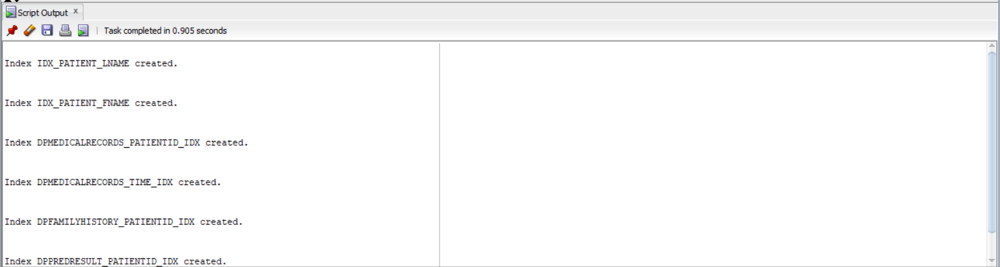 Script Output x
Task completed in 0.905 seconds
Index IDX_PATIENT_LNAME created.
Index IDX_PATIENT_FNAME created.
Index DPMEDICALRECORDS_PATIENTID_IDX created.
Index DPMEDICALRECORDS_TIME_IDX created.
Index DPFAMILYHISTORY_PATIENTID_IDX created.
Index DPPREDRESULT_PATIENTID_IDX created.